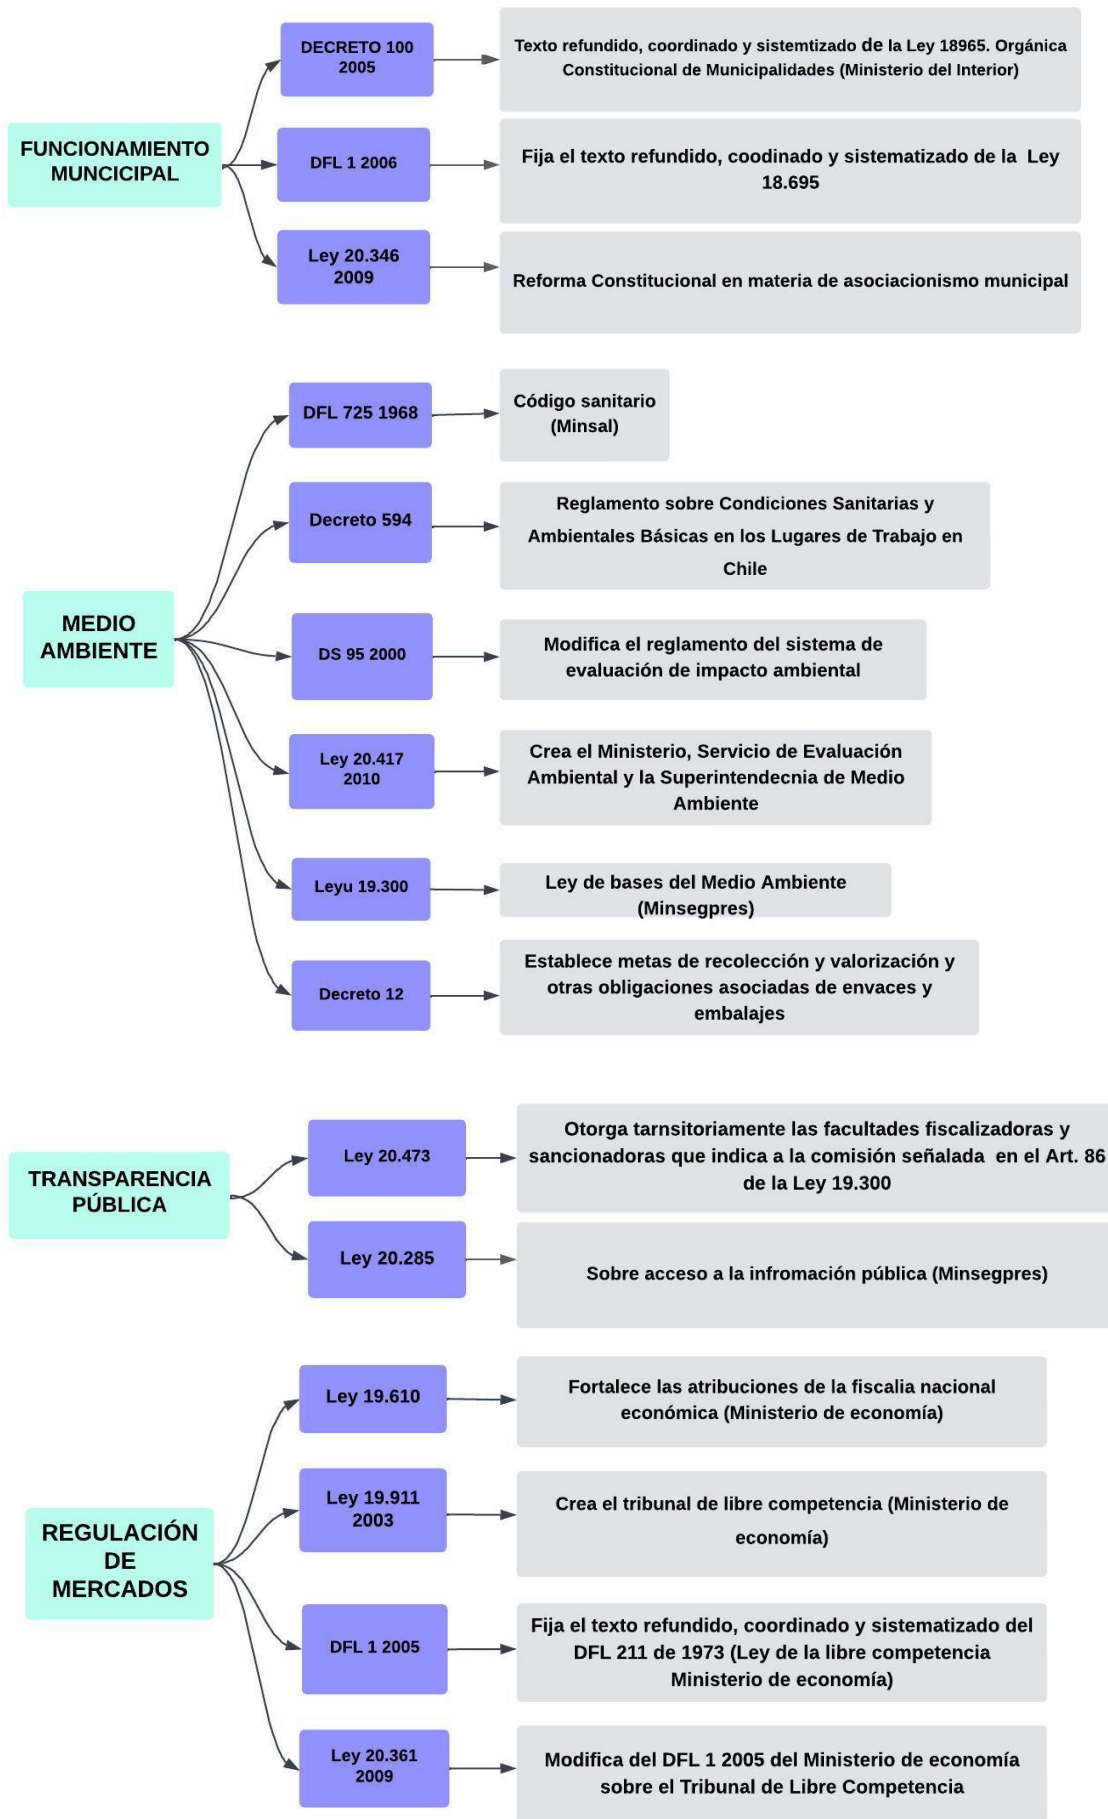 DECRETO 100
2005
Texto refundido, coordinado y sistemtizado de la Ley 18965. Orgánica
Constitucional de Municipalidades (Ministerio del Interior)
FUNCIONAMIENTO
MUNCICIPAL
DFL 1 2006
Fija el texto refundido, coodinado y sistematizado de la Ley
18.695
Ley 20.346
2009
Reforma Constitucional en materia de asociacionismo municipal
DFL 725 1968
Código sanitario
(Minsal)
Decreto 594
Reglamento sobre Condiciones Sanitarias y
Ambientales Básicas en los Lugares de Trabajo en
Chile
MEDIO
AMBIENTE
DS 95 2000
Modifica el reglamento del sistema de
evaluación de impacto ambiental
Ley 20.417
2010
Crea el Ministerio, Servicio de Evaluación
Ambiental y la Superintendecnia de Medio
Ambiente
Leyu 19.300
Ley de bases del Medio Ambiente
(Minsegpres)
Decreto 12
Establece metas de recolección y valorización y
otras obligaciones asociadas de envaces y
embalajes
TRANSPARENCIA
PÚBLICA
Ley 20.473
Otorga tarnsitoriamente las facultades fiscalizadoras y
sancionadoras que indica a la comisión señalada en el Art. 86
de la Ley 19.300
Ley 20.285
Sobre acceso a la infromación pública (Minsegpres)
Ley 19.610
Fortalece las atribuciones de la fiscalia nacional
económica (Ministerio de economía)
Ley 19.911
2003
Crea el tribunal de libre competencia (Ministerio de
economía)
REGULACIÓN
DE
MERCADOS
DFL 1 2005
Fija el texto refundido, coordinado y sistematizado del
DFL 211 de 1973 (Ley de la libre competencia
Ministerio de economía)
Ley 20.361
2009
Modifica del DFL 1 2005 del Ministerio de economía
sobre el Tribunal de Libre Competencia